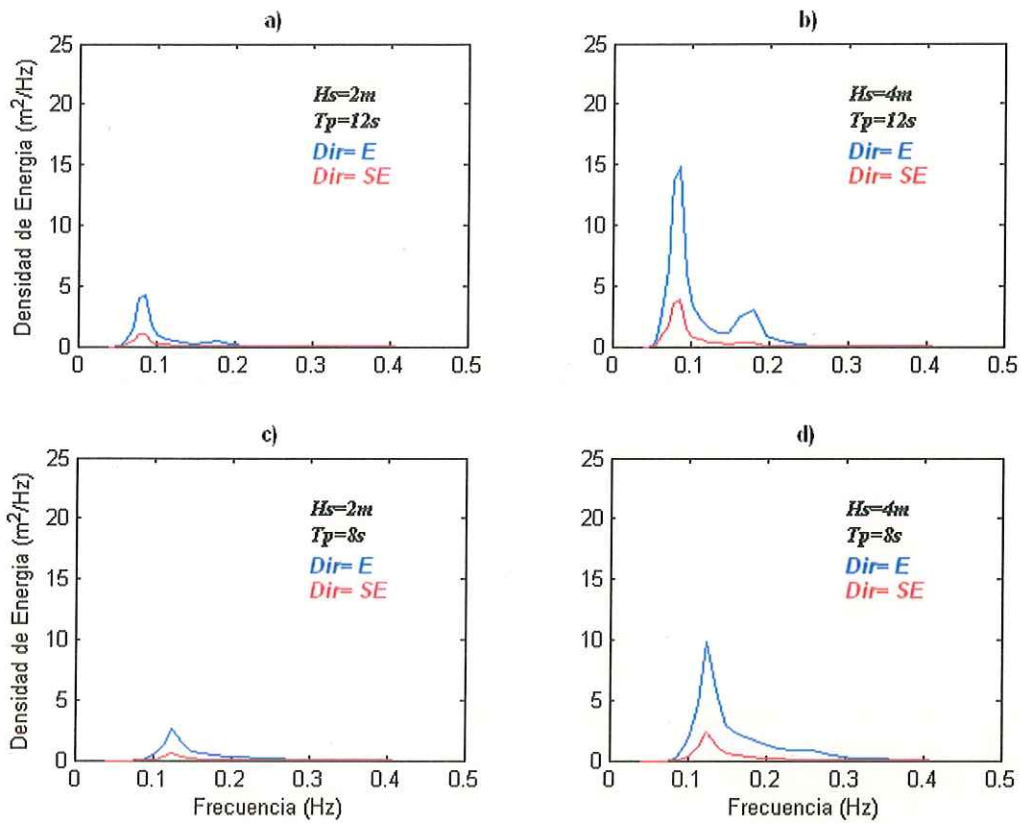 a)
Densidad de Energia (m²/Hz)
25
20
15
10
5
0
Hs=2m
Tp=12s
Dir= E
Dir= SE
0 0.1 0.2 0.3 0.4 0.5
b)
25
20
15
10
5
0
Hs=4m
Tp=12s
Dir= E
Dir= SE
0 0.1 0.2 0.3 0.4 0.5
c)
Densidad de Energia (m²/Hz)
25
20
15
10
5
0
Hs=2m
Tp=8s
Dir= E
Dir= SE
0 0.1 0.2 0.3 0.4 0.5
Frecuencia (Hz)
d)
25
20
15
10
5
0
Hs=4m
Tp=8s
Dir= E
Dir= SE
0 0.1 0.2 0.3 0.4 0.5
Frecuencia (Hz)